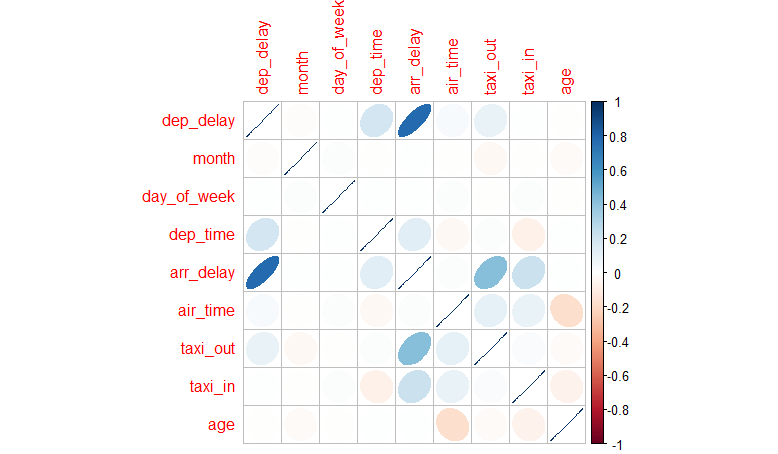 dep_delay
month
day_of_week
dep_time
arr_delay
air_time
taxi_out
taxi_in
age
dep_delay
month
day_of_week
dep_time
arr_delay
air_time
taxi_out
taxi_in
age
1
0.8
0.6
0.4
0.2
0
-0.2
-0.4
-0.6
-0.8
-1